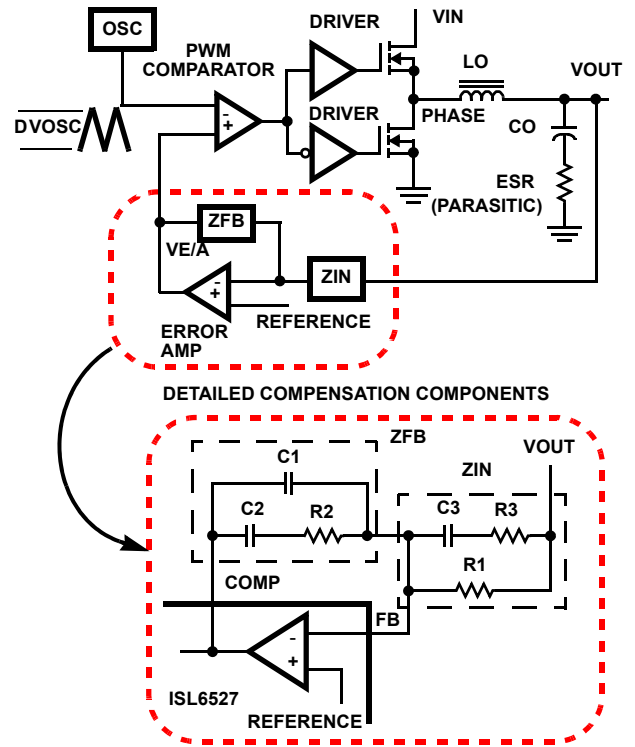 OSC
PWM
COMPARATOR
DRIVER
VIN
LO
VOUT
DVOSC
-
+
DRIVER
PHASE
CO
ESR
(PARASITIC)
ZFB
VE/A
ZIN
-
+
REFERENCE
ERROR
AMP
DETAILED COMPENSATION COMPONENTS
ZFB
VOUT
C1
ZIN
C2
R2
C3
R3
R1
COMP
FB
-
+
ISL6527
REFERENCE